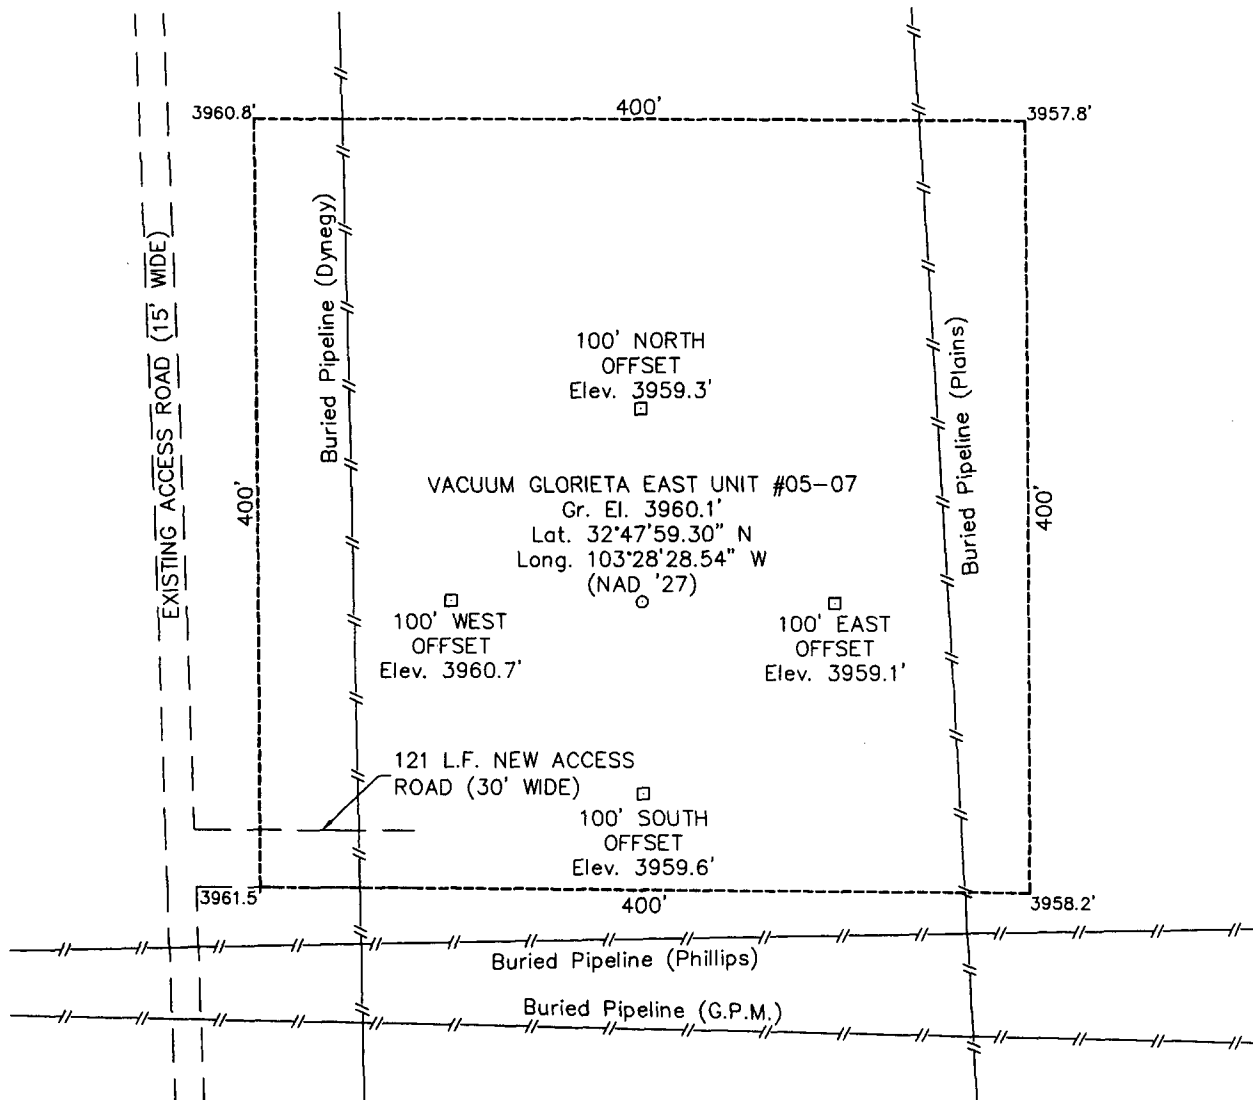 3960.8'
400'
3957.8'
EXISTING ACCESS ROAD (15' WIDE)
Buried Pipeline (Dynegy)
100' NORTH
OFFSET
Elev. 3959.3'
Buried Pipeline (Plains)
400'
VACUUM GLORIETA EAST UNIT #05-07
Gr. El. 3960.1'
Lat. 32°47'59.30" N
Long. 103°28'28.54" W
(NAD '27)
400'
100' WEST
OFFSET
Elev. 3960.7'
100' EAST
OFFSET
Elev. 3959.1'
121 L.F. NEW ACCESS
ROAD (30' WIDE)
100' SOUTH
OFFSET
Elev. 3959.6'
3961.5'
400'
3958.2'
Buried Pipeline (Phillips)
Buried Pipeline (G.P.M.)